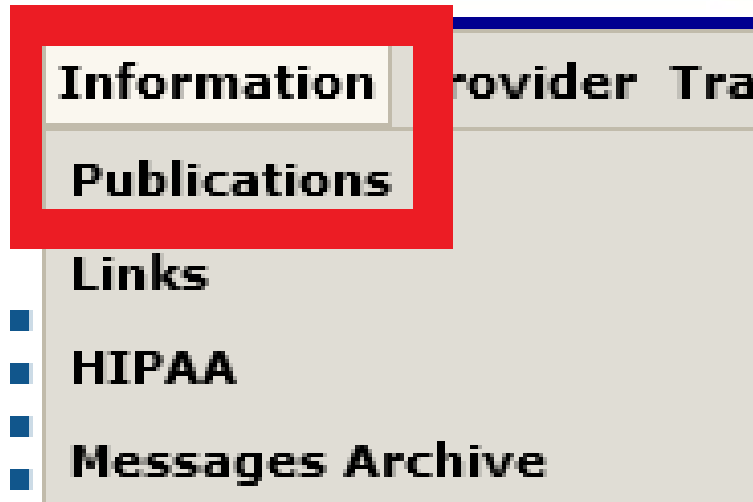 Information rovider Tra
Publications
Links
HIPAA
Messages Archive